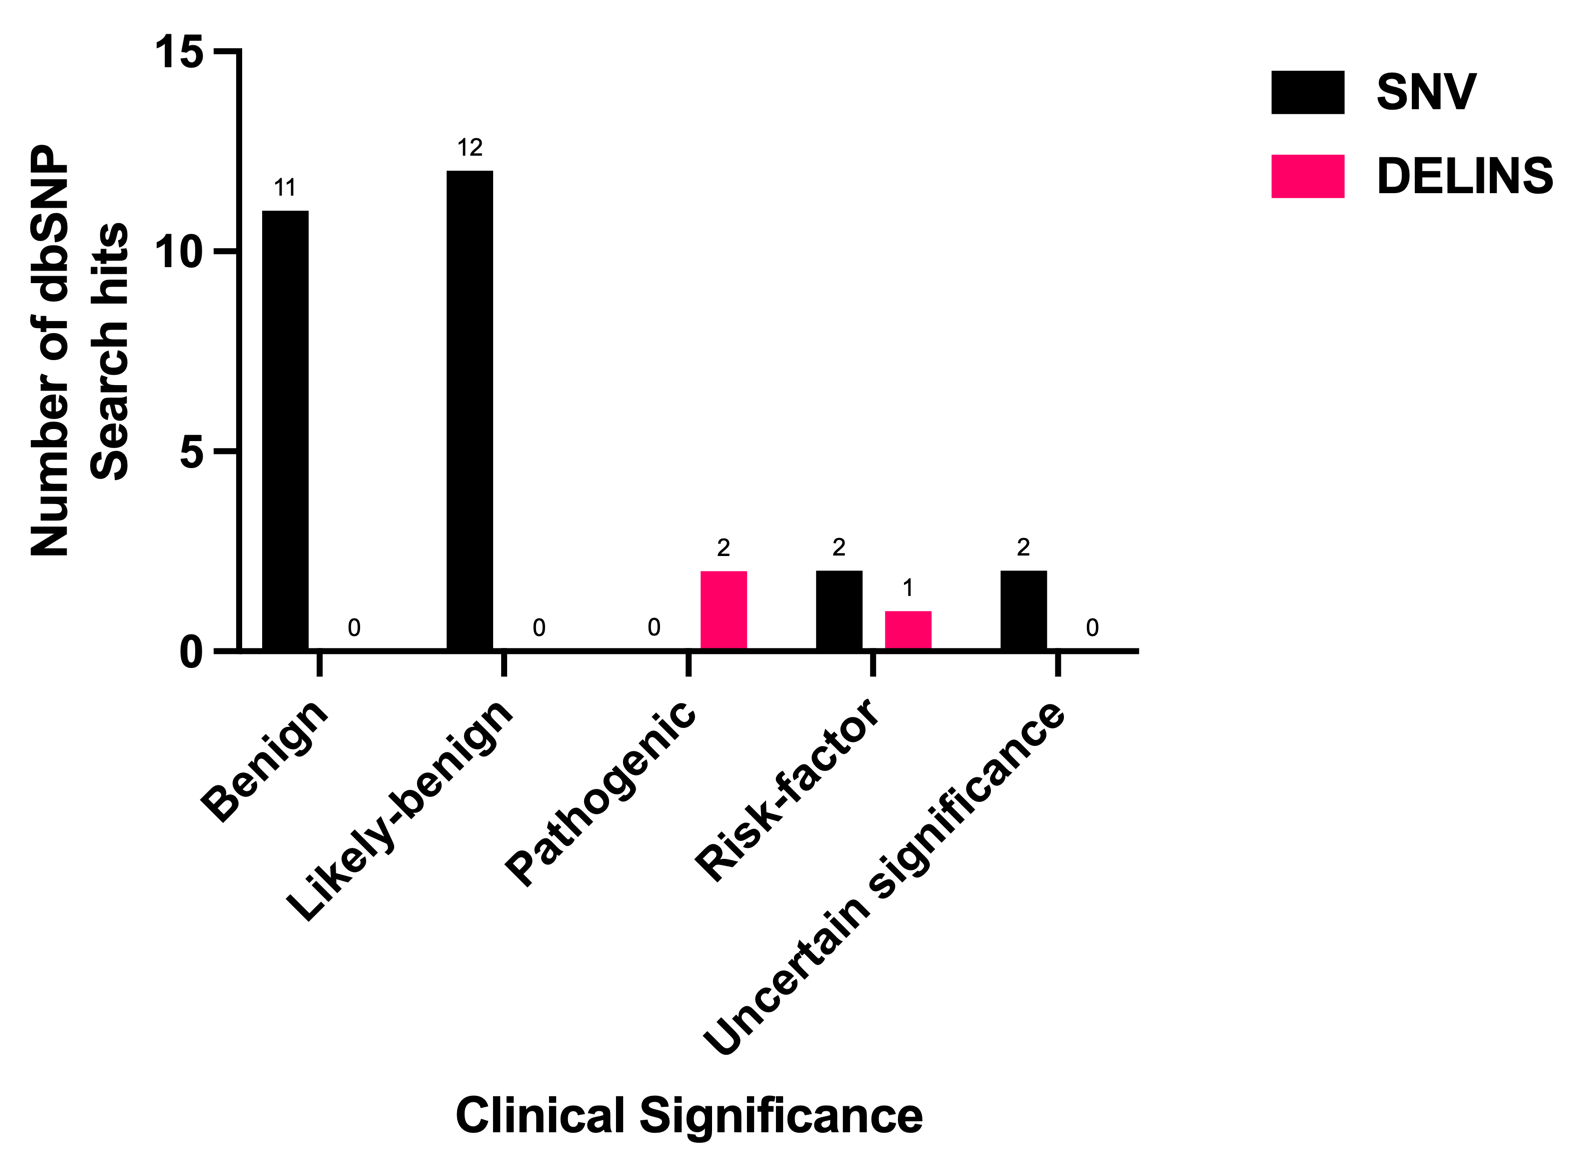 Number of dbSNP
Search hits
15
10
5
0
11
0
12
0
0
2
2
1
2
0
Benign
Likely-benign
Pathogenic
Risk-factor
Uncertain significance
Clinical Significance
SNV
DELINS